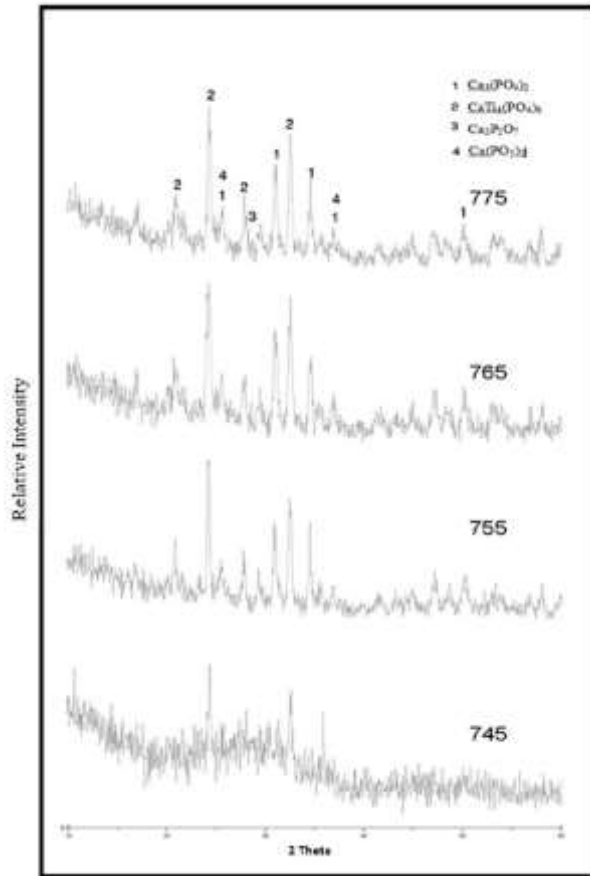 1 Ca₃(PO₄)₂
2 CaTi₄(PO₄)₆
3 Ca₂P₂O₇
4 Ca(PO₃)₂
2
2
2
4
1
2
3
1
1
4
1
1
775
765
755
745
Relative Intensity
2 Theta